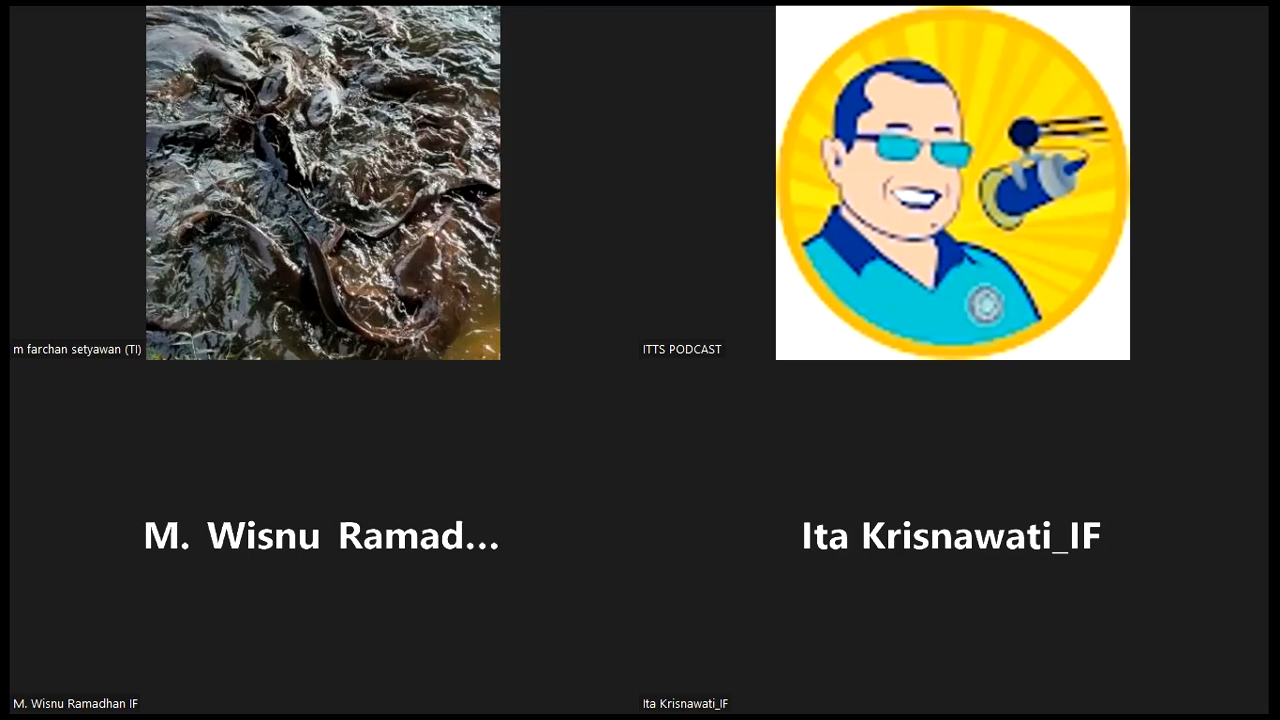 m farchan setyawan (TI)
ITTS PODCAST
M. Wisnu Ramad...
Ita Krisnawati_IF
M. Wisnu Ramadhan IF
Ita Krisnawati_IF